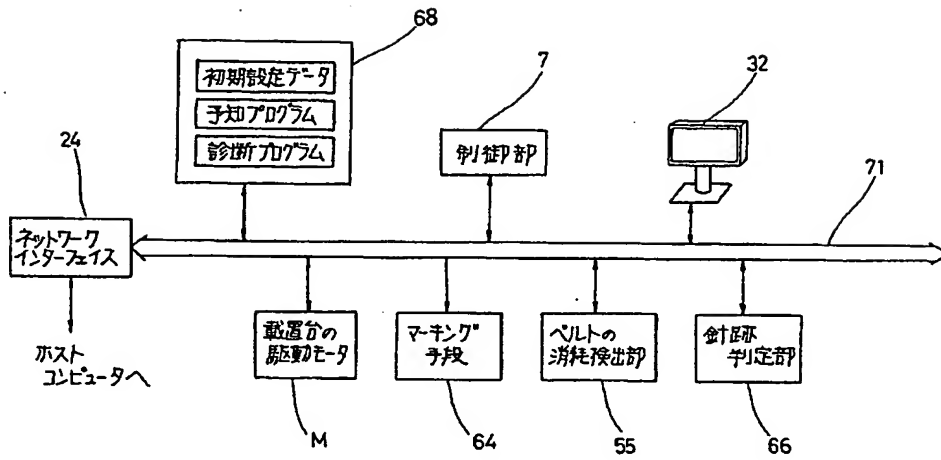 68
初期設定データ
予知プログラム
診断プログラム
7
制御部
32
24
71
ネットワーク
インターフェイス
ホスト
コンピュータへ
載置台の
駆動モータ
M
マーキング
手段
64
ベルトの
消耗検出部
55
針跡
判定部
66